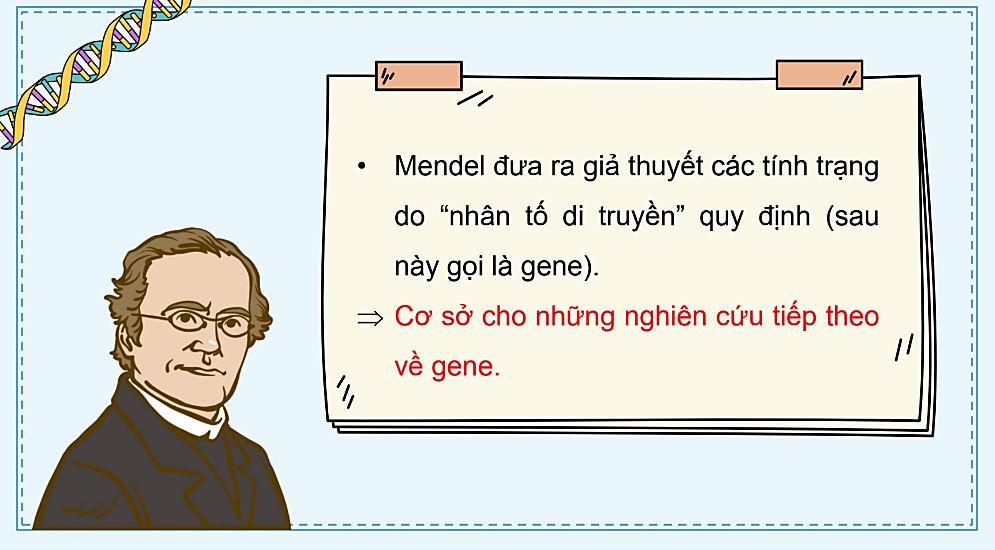 • Mendel đưa ra giả thuyết các tính trạng
do “nhân tố di truyền” quy định (sau
này gọi là gene).
⇒ Cơ sở cho những nghiên cứu tiếp theo
về gene.